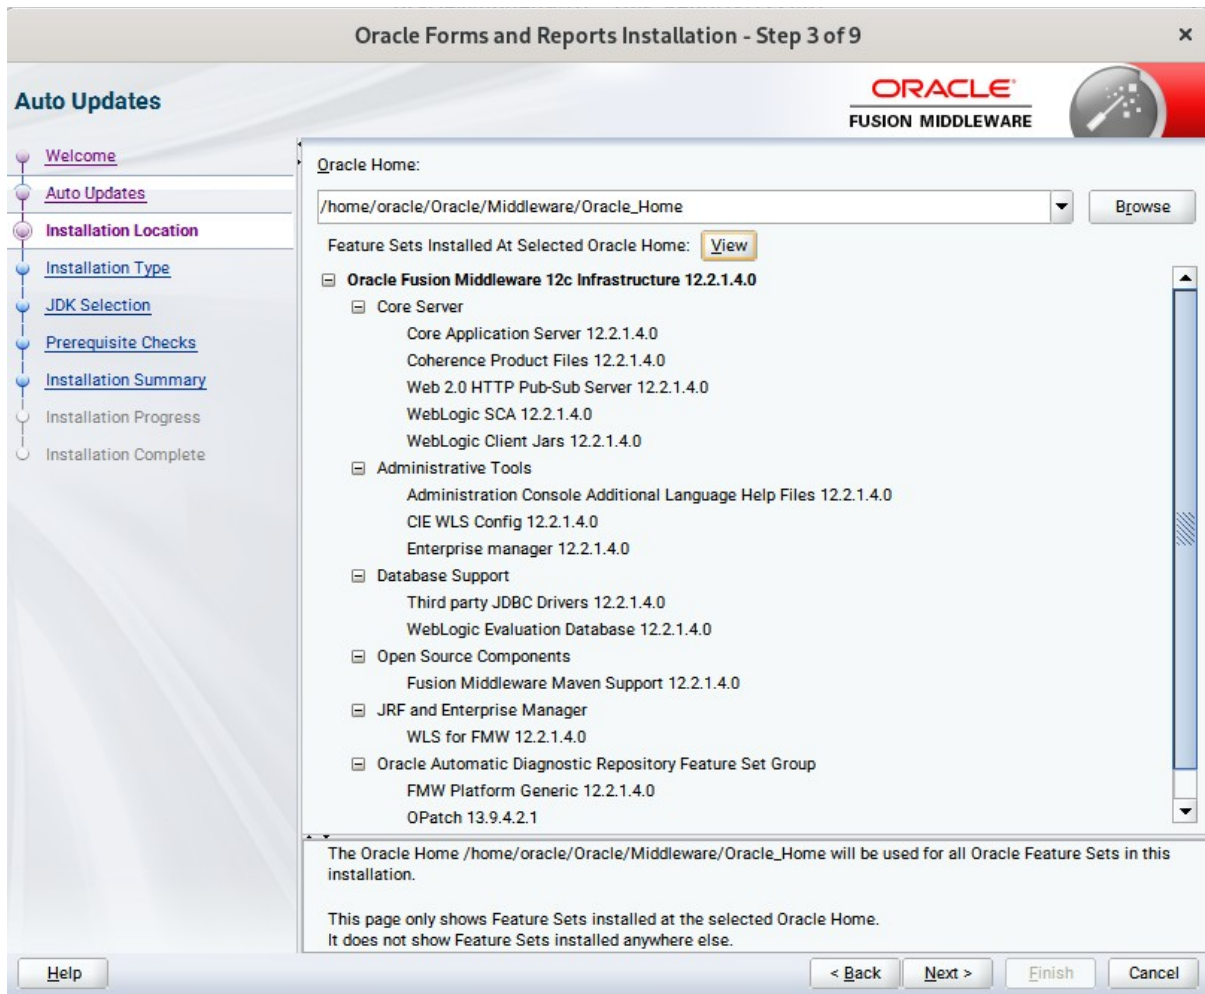 Oracle Forms and Reports Installation - Step 3 of 9
Auto Updates
ORACLE
FUSION MIDDLEWARE
Welcome
Auto Updates
Installation Location
Installation Type
JDK Selection
Prerequisite Checks
Installation Summary
Installation Progress
Installation Complete
Oracle Home:
/home/oracle/Oracle/Middleware/Oracle_Home
Browse
Feature Sets Installed At Selected Oracle Home: View
Oracle Fusion Middleware 12c Infrastructure 12.2.1.4.0
Core Server
Core Application Server 12.2.1.4.0
Coherence Product Files 12.2.1.4.0
Web 2.0 HTTP Pub-Sub Server 12.2.1.4.0
WebLogic SCA 12.2.1.4.0
WebLogic Client Jars 12.2.1.4.0
Administrative Tools
Administration Console Additional Language Help Files 12.2.1.4.0
CIE WLS Config 12.2.1.4.0
Enterprise manager 12.2.1.4.0
Database Support
Third party JDBC Drivers 12.2.1.4.0
WebLogic Evaluation Database 12.2.1.4.0
Open Source Components
Fusion Middleware Maven Support 12.2.1.4.0
JRF and Enterprise Manager
WLS for FMW 12.2.1.4.0
Oracle Automatic Diagnostic Repository Feature Set Group
FMW Platform Generic 12.2.1.4.0
OPatch 13.9.4.2.1
The Oracle Home /home/oracle/Oracle/Middleware/Oracle_Home will be used for all Oracle Feature Sets in this
installation.
This page only shows Feature Sets installed at the selected Oracle Home.
It does not show Feature Sets installed anywhere else.
Help
< Back
Next >
Finish
Cancel